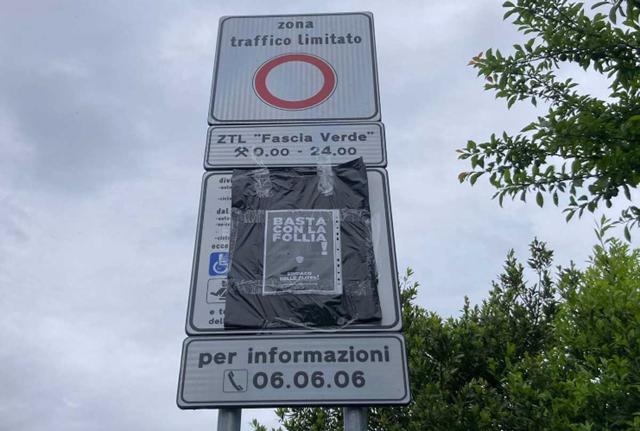 zona
traffico limitato
ZTL "Fascia Verde"
0.00 - 24.00
BASTA
CON LA
FOLLIA!
per informazioni
06.06.06